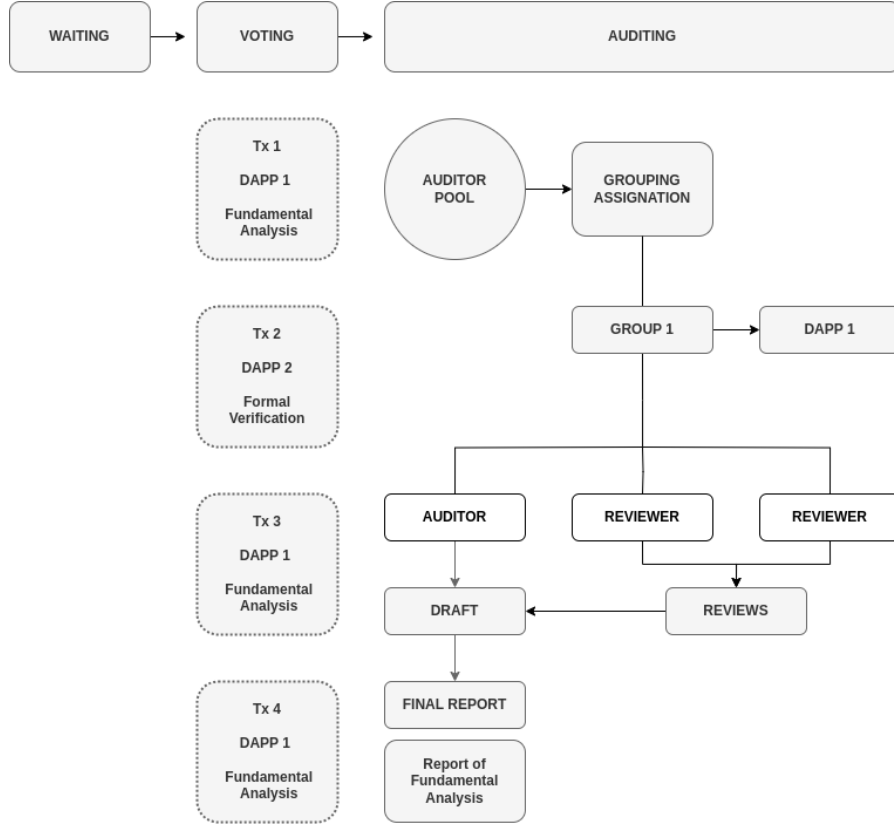 WAITING
VOTING
AUDITING
Tx 1
DAPP 1
Fundamental
Analysis
AUDITOR
POOL
GROUPING
ASSIGNATION
Tx 2
DAPP 2
Formal
Verification
GROUP 1
DAPP 1
Tx 3
DAPP 1
Fundamental
Analysis
AUDITOR
REVIEWER
REVIEWER
DRAFT
REVIEWS
Tx 4
DAPP 1
Fundamental
Analysis
FINAL REPORT
Report of
Fundamental
Analysis